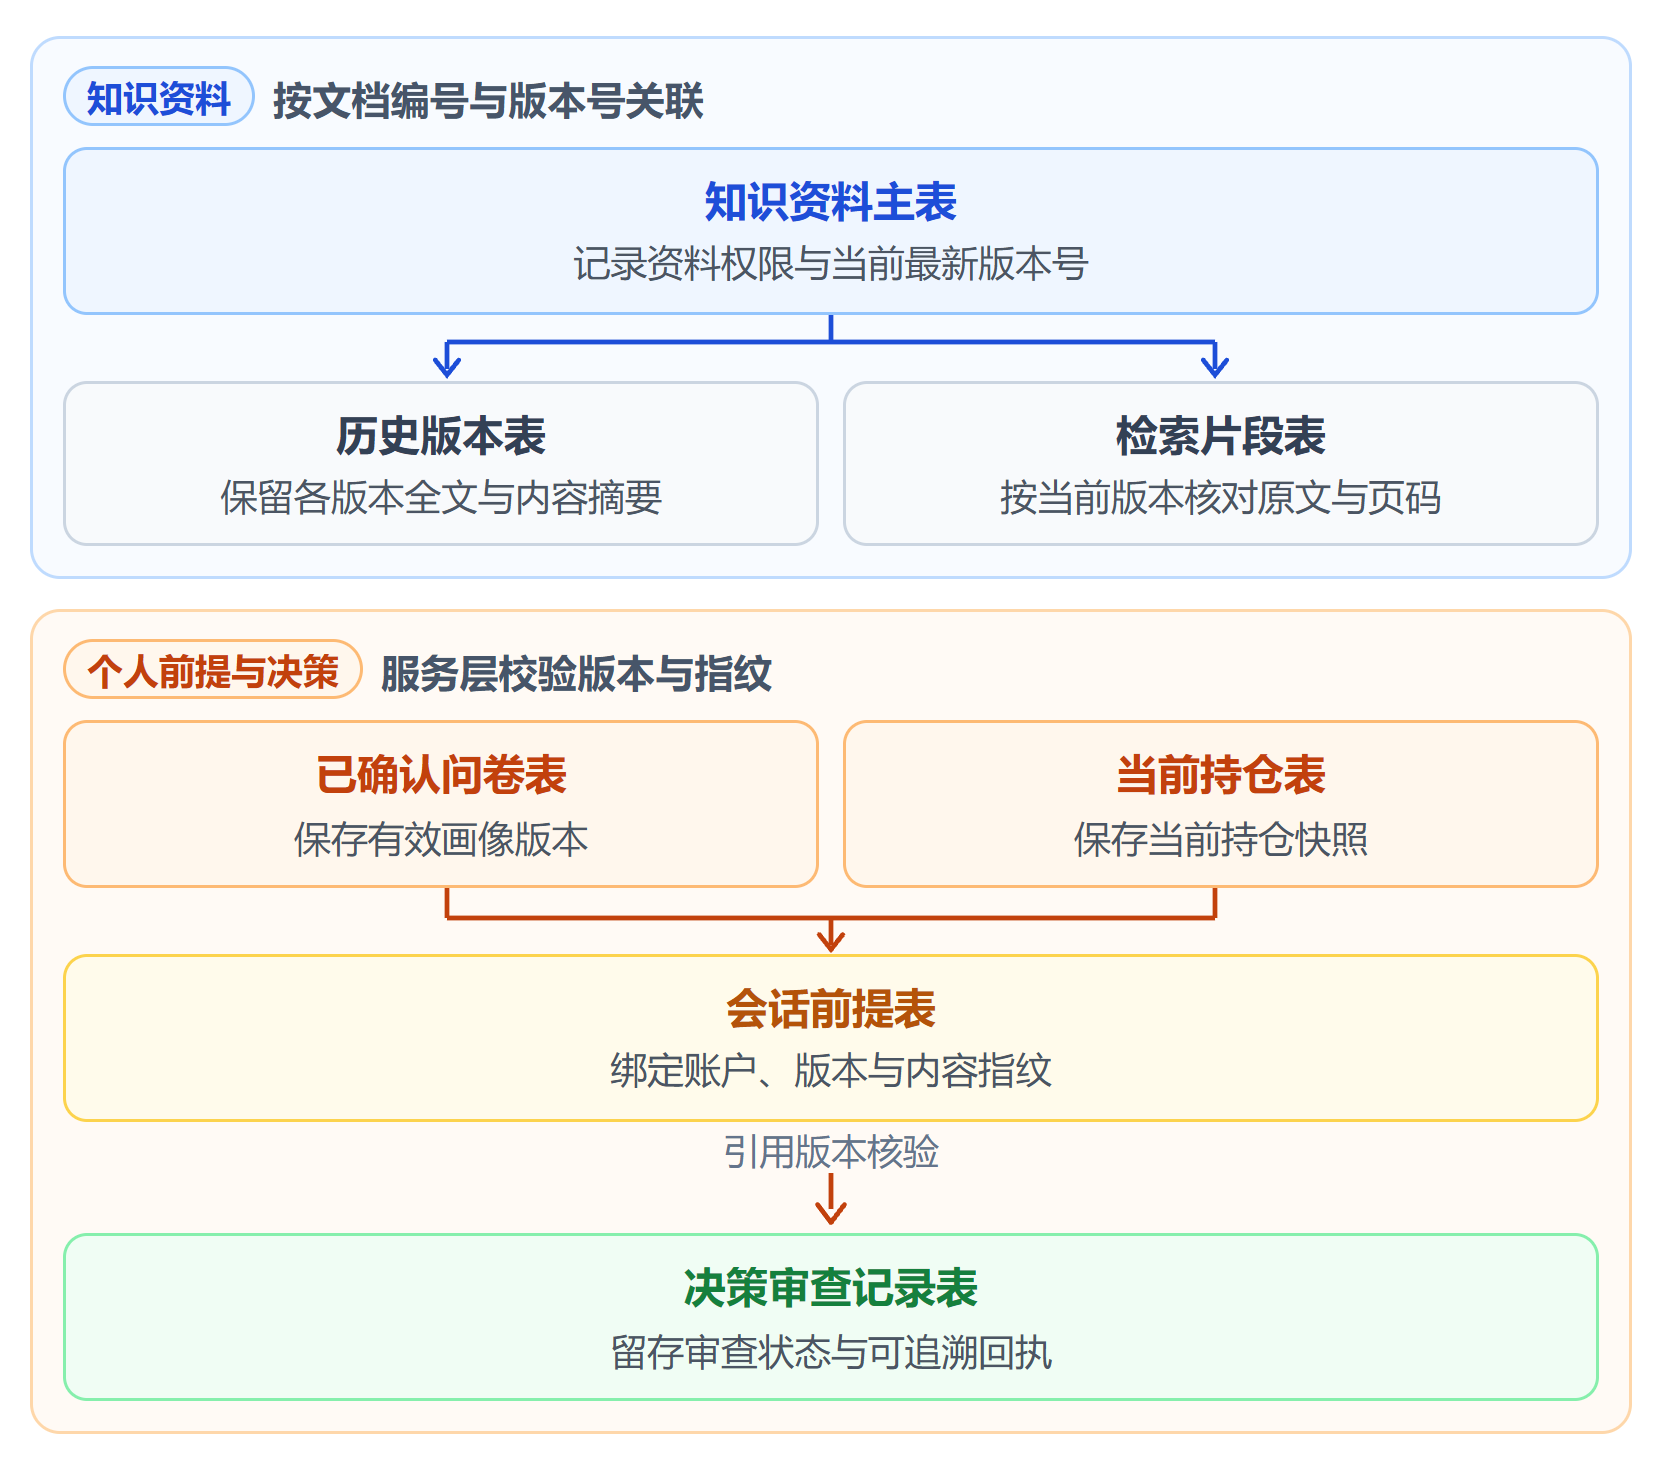 知识资料 按文档编号与版本号关联
知识资料主表
记录资料权限与当前最新版本号
历史版本表
保留各版本全文与内容摘要
检索片段表
按当前版本核对原文与页码
个人前提与决策 服务层校验版本与指纹
已确认问卷表
保存有效画像版本
当前持仓表
保存当前持仓快照
会话前提表
绑定账户、版本与内容指纹
引用版本核验
决策审查记录表
留存审查状态与可追溯回执